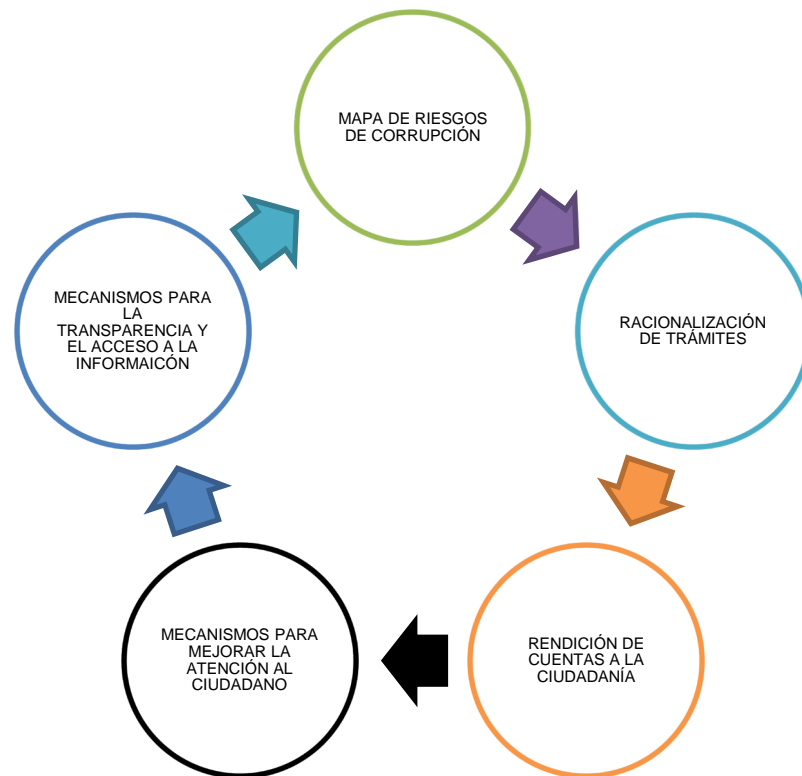 MAPA DE RIESGOS
DE CORRUPCIÓN
RACIONALIZACIÓN
DE TRÁMITES
RENDICIÓN DE
CUENTAS A LA
CIUDADANÍA
MECANISMOS PARA
MEJORAR LA
ATENCIÓN AL
CIUDADANO
MECANISMOS PARA
LA
TRANSPARENCIA Y
EL ACCESO A LA
INFORMAICÓN